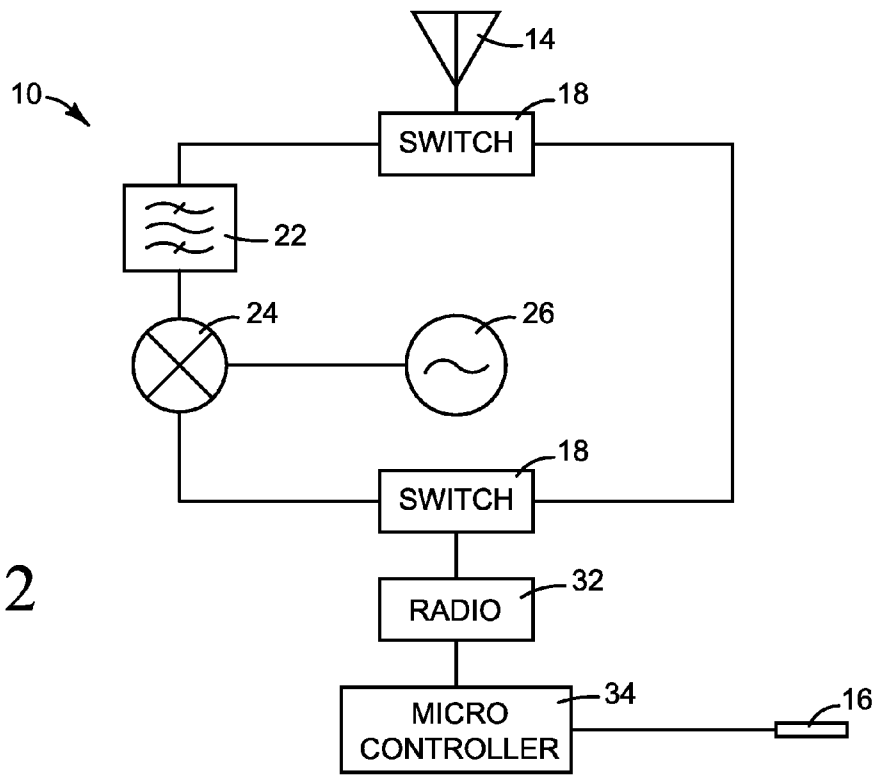 14
10
18
SWITCH
22
24
26
18
SWITCH
2
32
RADIO
34
16
MICRO
CONTROLLER